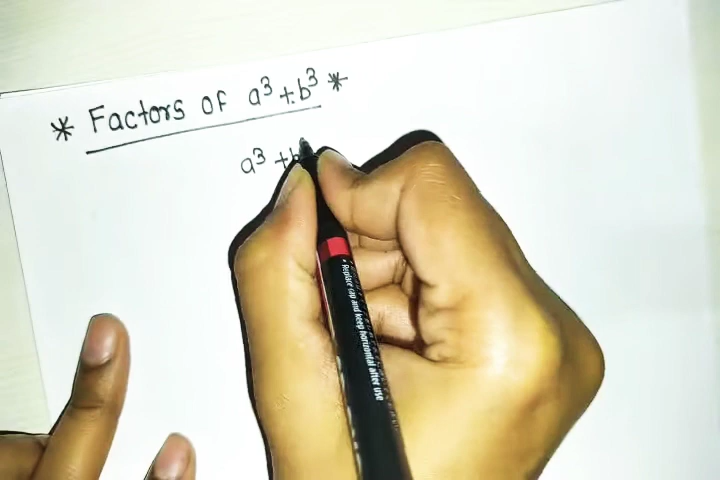 * Factors of a³+b³ *
a³ +b
• Replace cap and keep horizontal after use